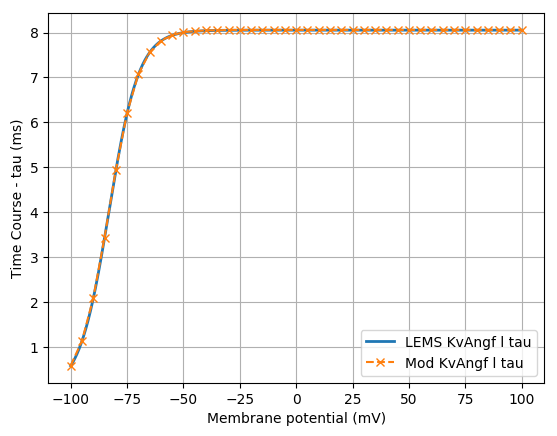 8
7
6
5
4
3
2
1
Time Course - tau (ms)
LEMS KvAngf l tau
Mod KvAngf l tau
−100 −75 −50 −25 0 25 50 75 100
Membrane potential (mV)